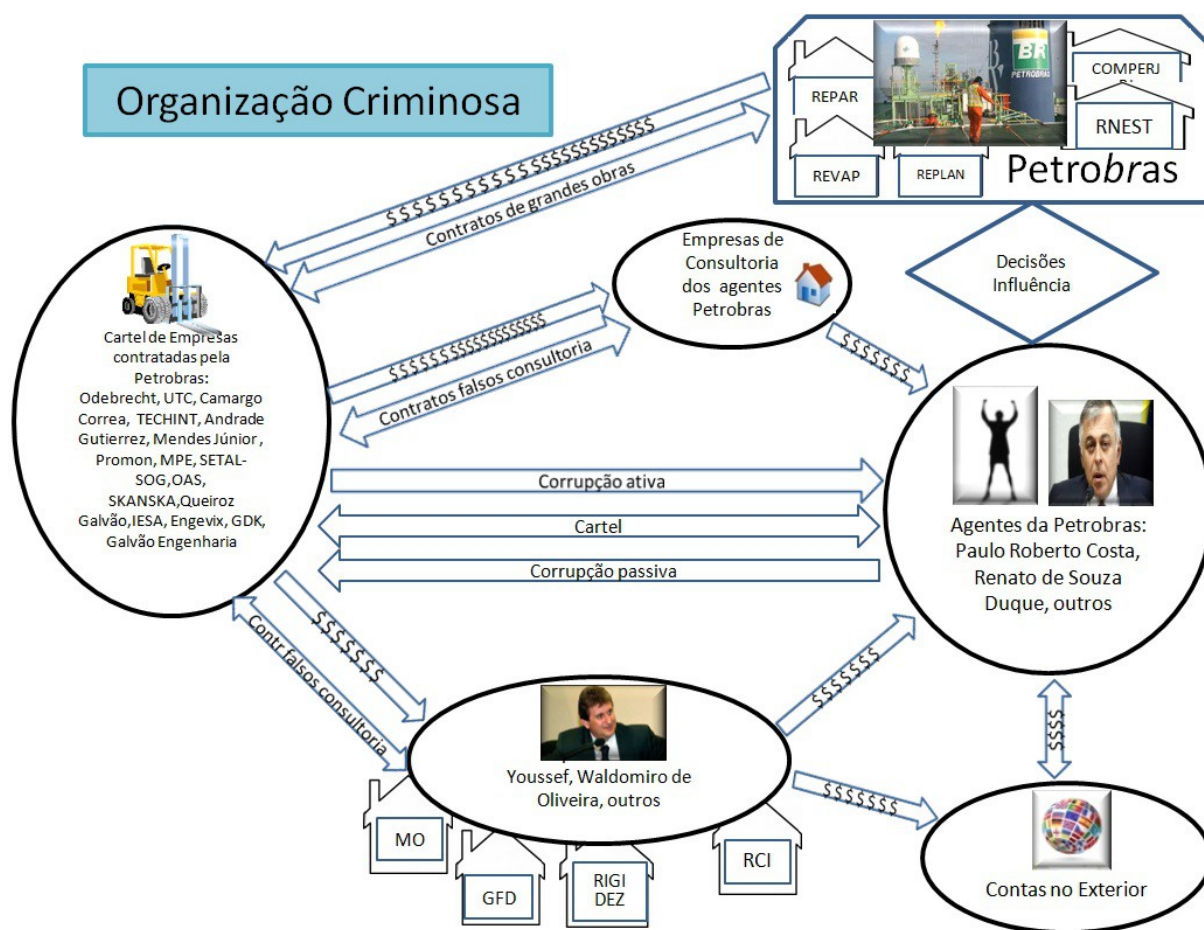 Organização Criminosa
REPAR
BR
PETROBRAS
COMPERJ
RNEST
REVAP
REPLAN
Petrobras
$ $ $ $ $ $ $ $ $ $ $ $ $$$$$$$$$$$$$$
Contratos de grandes obras
Empresas de
Consultoria
dos agentes
Petrobras
Decisões
Influência
Cartel de Empresas
contratadas pela
Petrobras:
Odebrecht, UTC, Camargo
Correa, TECHINT, Andrade
Gutierrez, Mendes Júnior ,
Promon, MPE, SETAL-
SOG,OAS,
SKANSKA,Queiroz
Galvão,IESA, Engevix, GDK,
Galvão Engenharia
$$$$$$ $$$$$$$$$$$$$$$
Contratos falsos consultoria
$$$$$$$
Corrupção ativa
Cartel
Corrupção passiva
Agentes da Petrobras:
Paulo Roberto Costa,
Renato de Souza
Duque, outros
$$$$$$$
Contr falsos consultoria
Youssef, Waldomiro de
Oliveira, outros
$$$$$$$
$$$$$$$
$$$$
MO
GFD
RIGI
DEZ
RCI
Contas no Exterior